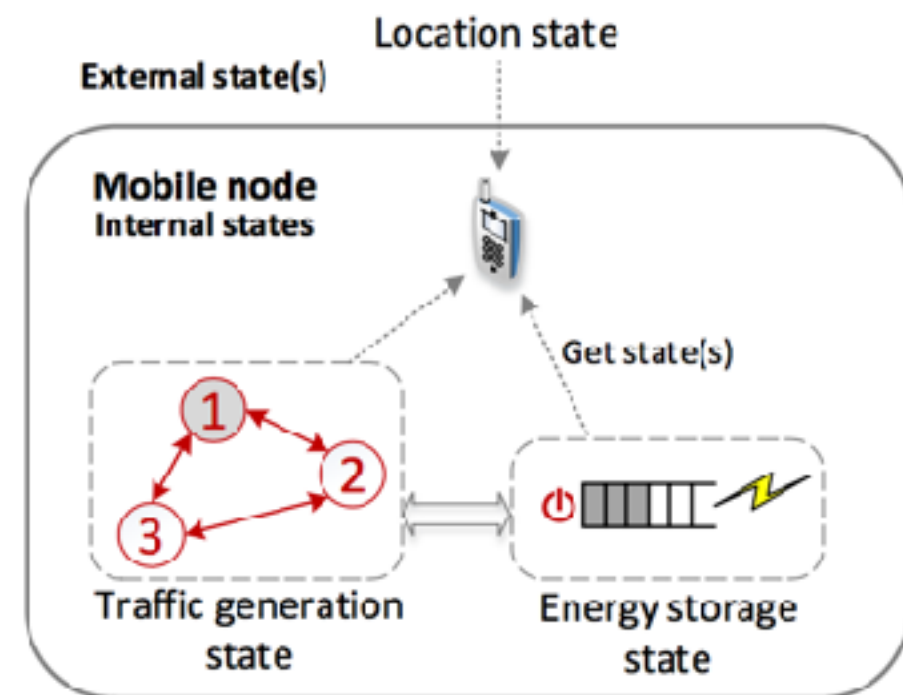 Location state
External state(s)
Mobile node
Internal states
Get state(s)
1
2
3
Traffic generation
state
Energy storage
state